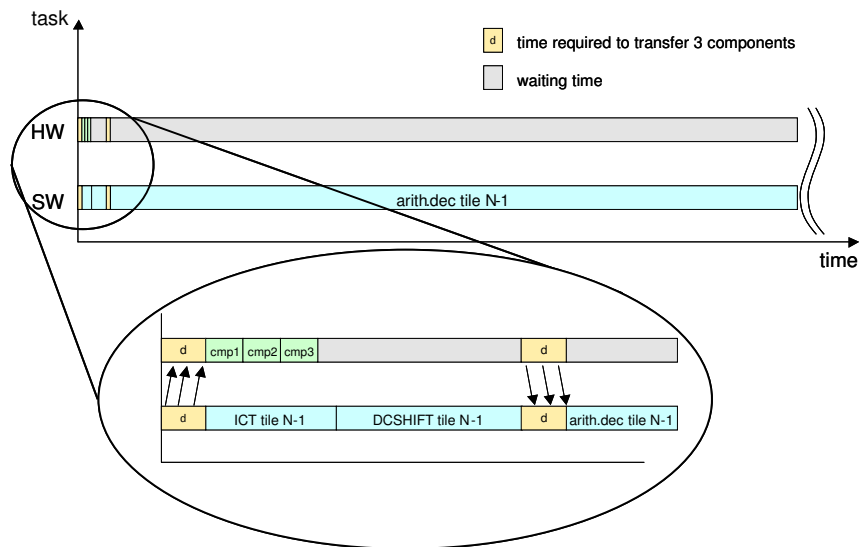 task
d time required to transfer 3 components
waiting time
HW
SW
arith.dec tile N-1
time
d cmp1 cmp2 cmp3 d
d ICT tile N-1 DCSHIFT tile N-1 d arith.dec tile N-1